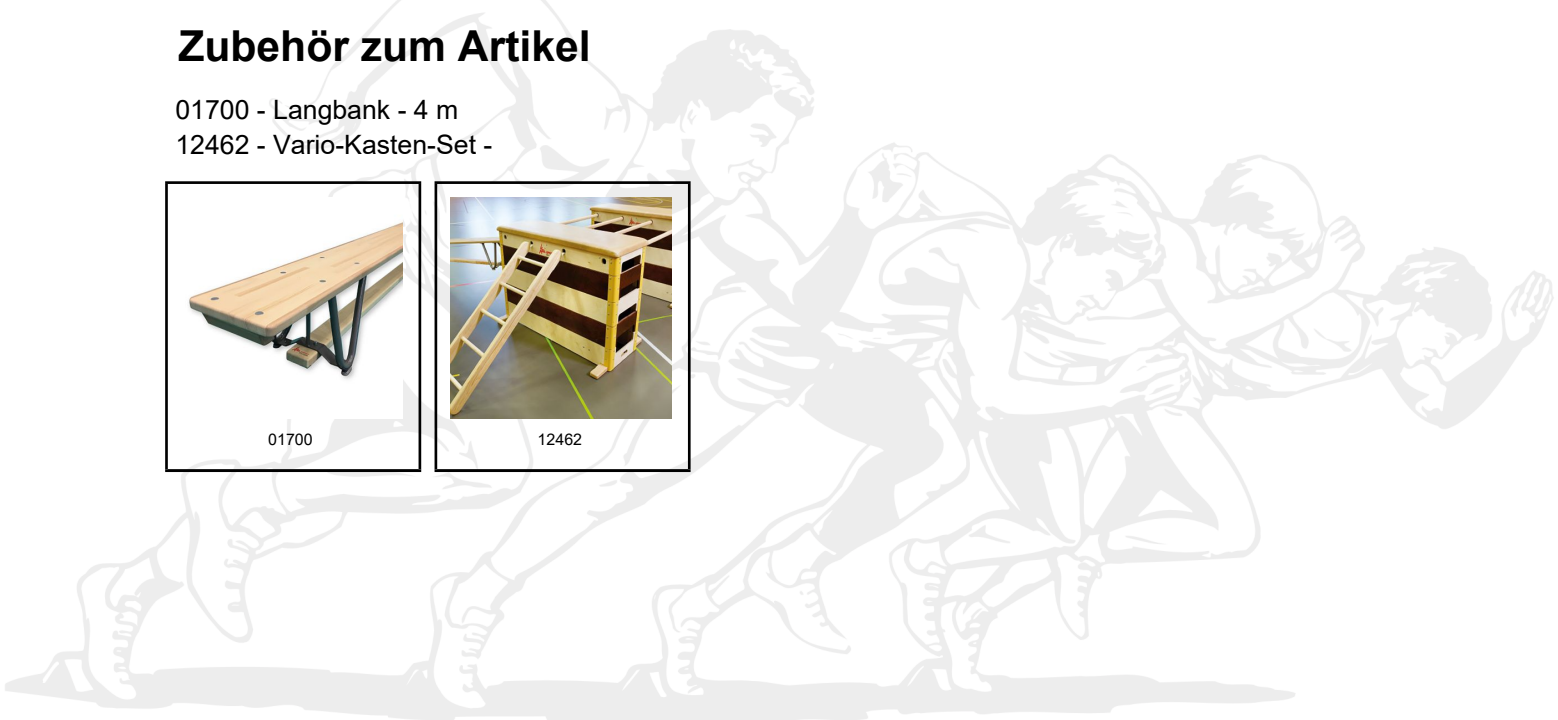 Zubehör zum Artikel
01700 - Langbank - 4 m
12462 - Vario-Kasten-Set -
01700
12462